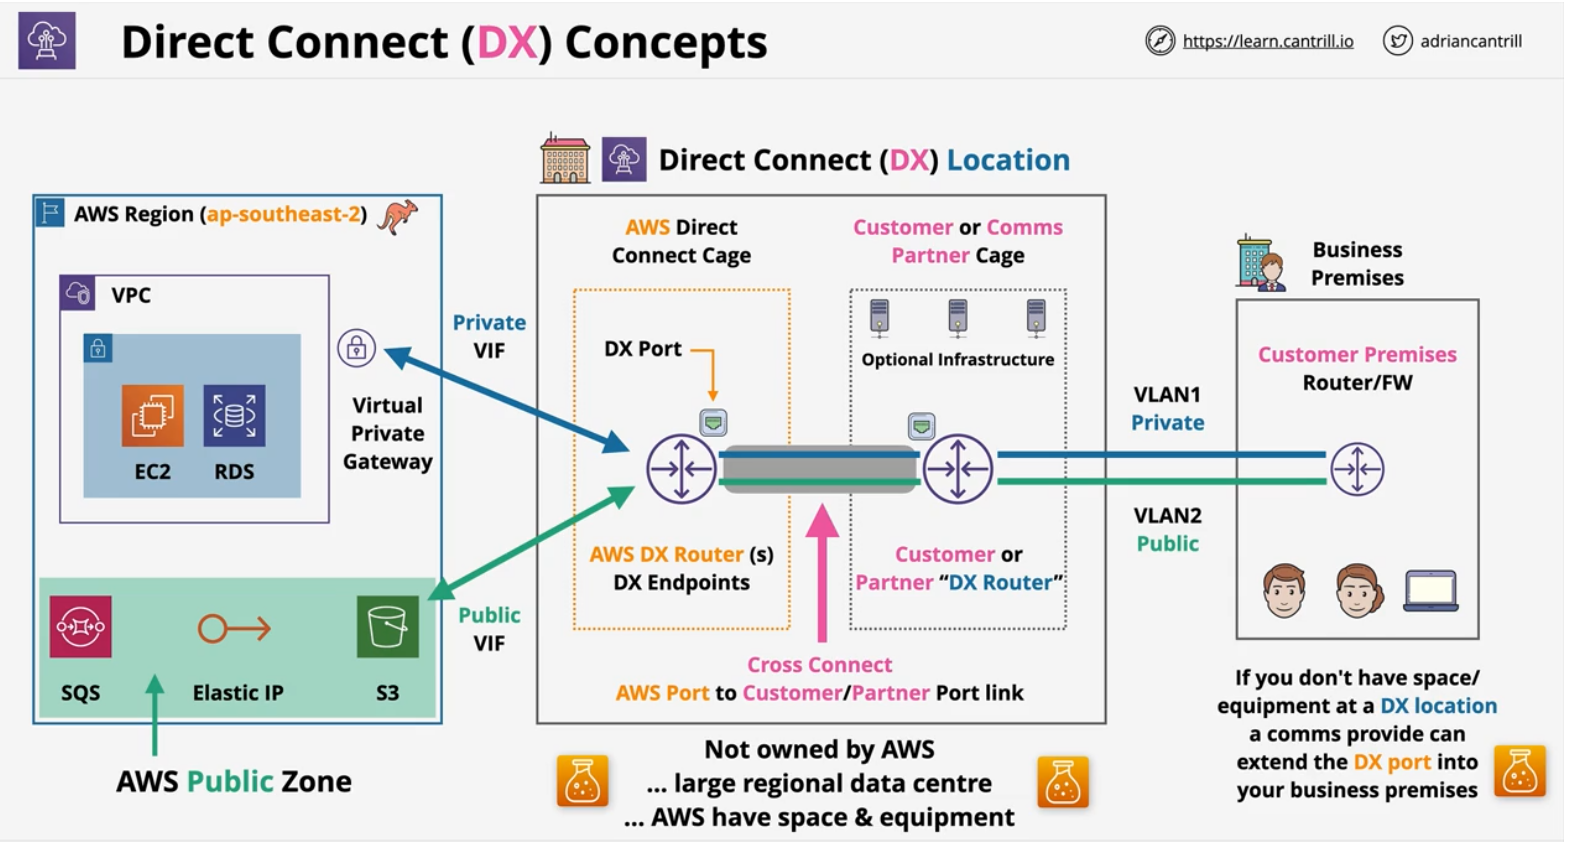 Direct Connect (DX) Concepts
https://learn.cantrill.io
adriancantrill
Direct Connect (DX) Location
AWS Region (ap-southeast-2)
VPC
EC2
RDS
Virtual
Private
Gateway
Private
VIF
Public
VIF
SQS
Elastic IP
S3
AWS Public Zone
AWS Direct
Connect Cage
DX Port
AWS DX Router (s)
DX Endpoints
Customer or Comms
Partner Cage
Optional Infrastructure
Customer or
Partner “DX Router”
Cross Connect
AWS Port to Customer/Partner Port link
Not owned by AWS
... large regional data centre
... AWS have space & equipment
VLAN1
Private
VLAN2
Public
Business
Premises
Customer Premises
Router/FW
If you don't have space/
equipment at a DX location
a comms provide can
extend the DX port into
your business premises